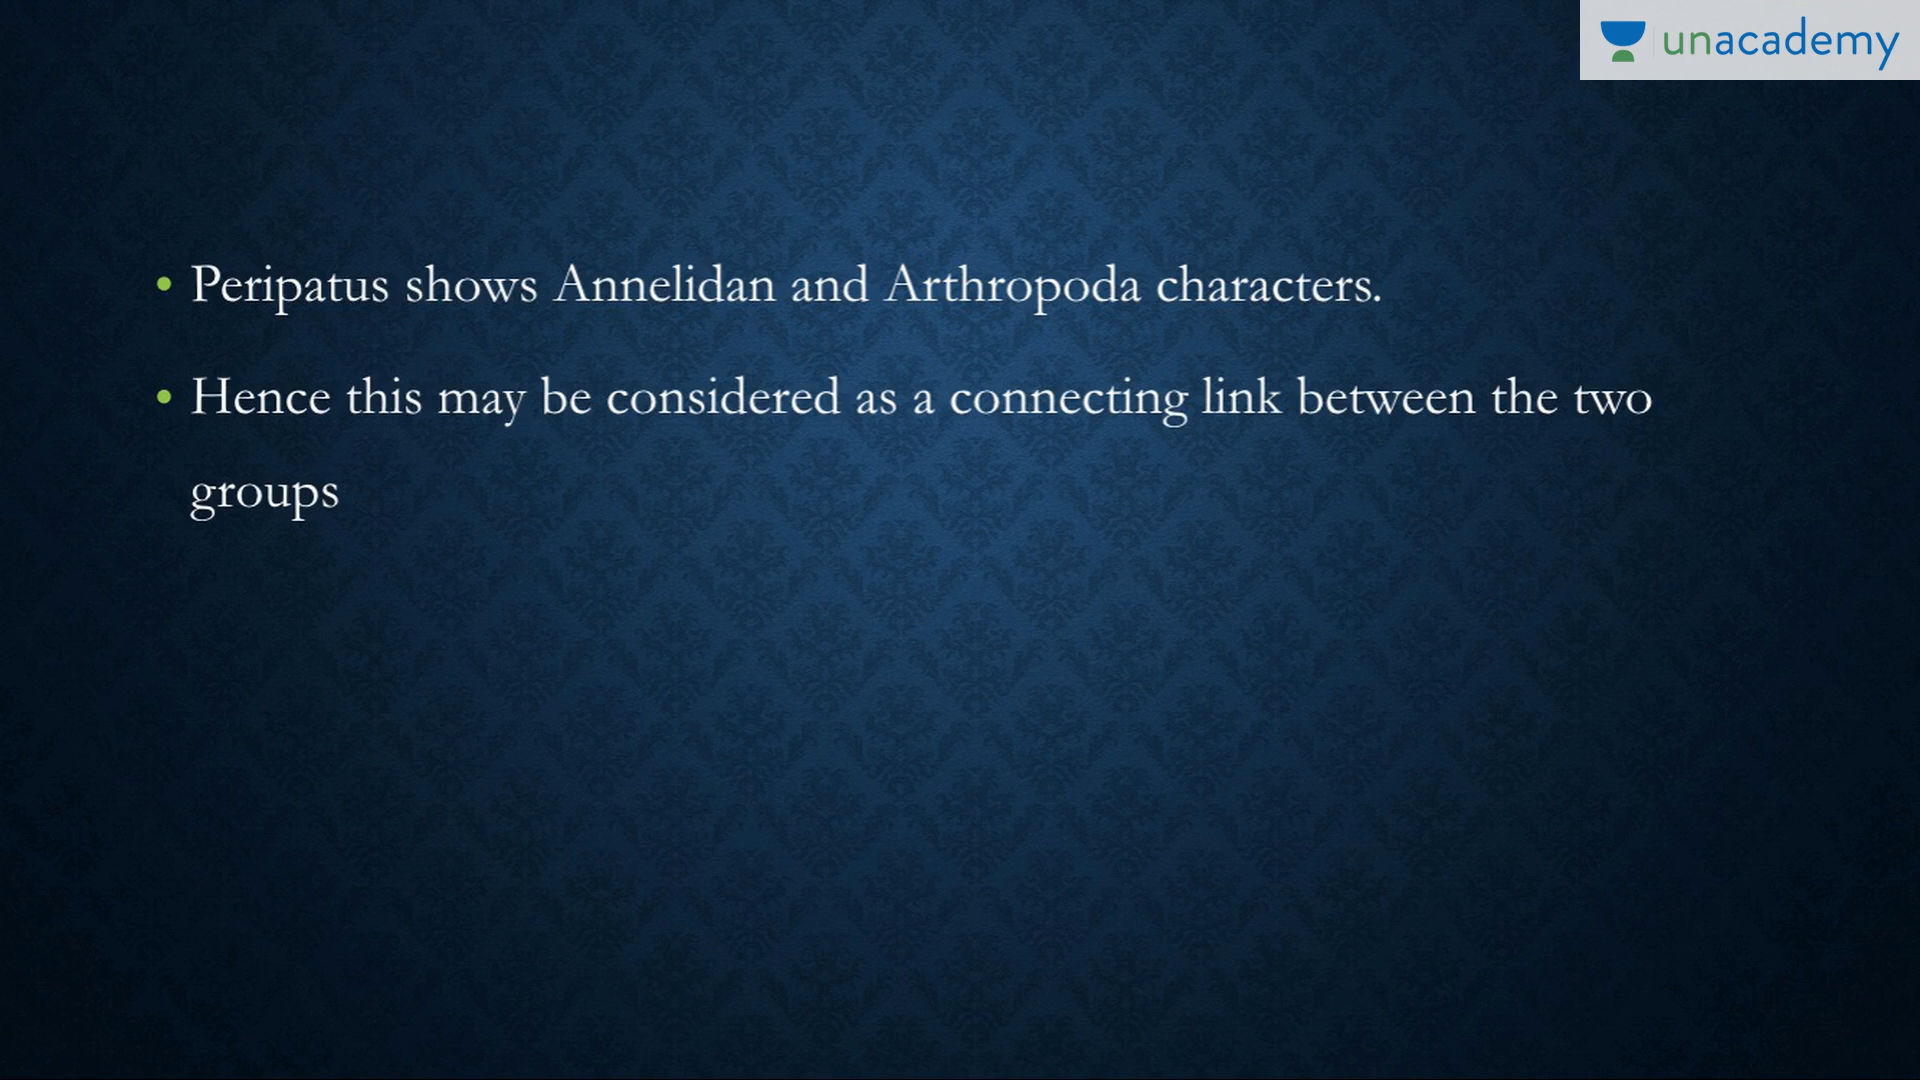 unacademy
• Peripatus shows Annelidan and Arthropoda characters.
• Hence this may be considered as a connecting link between the two
groups